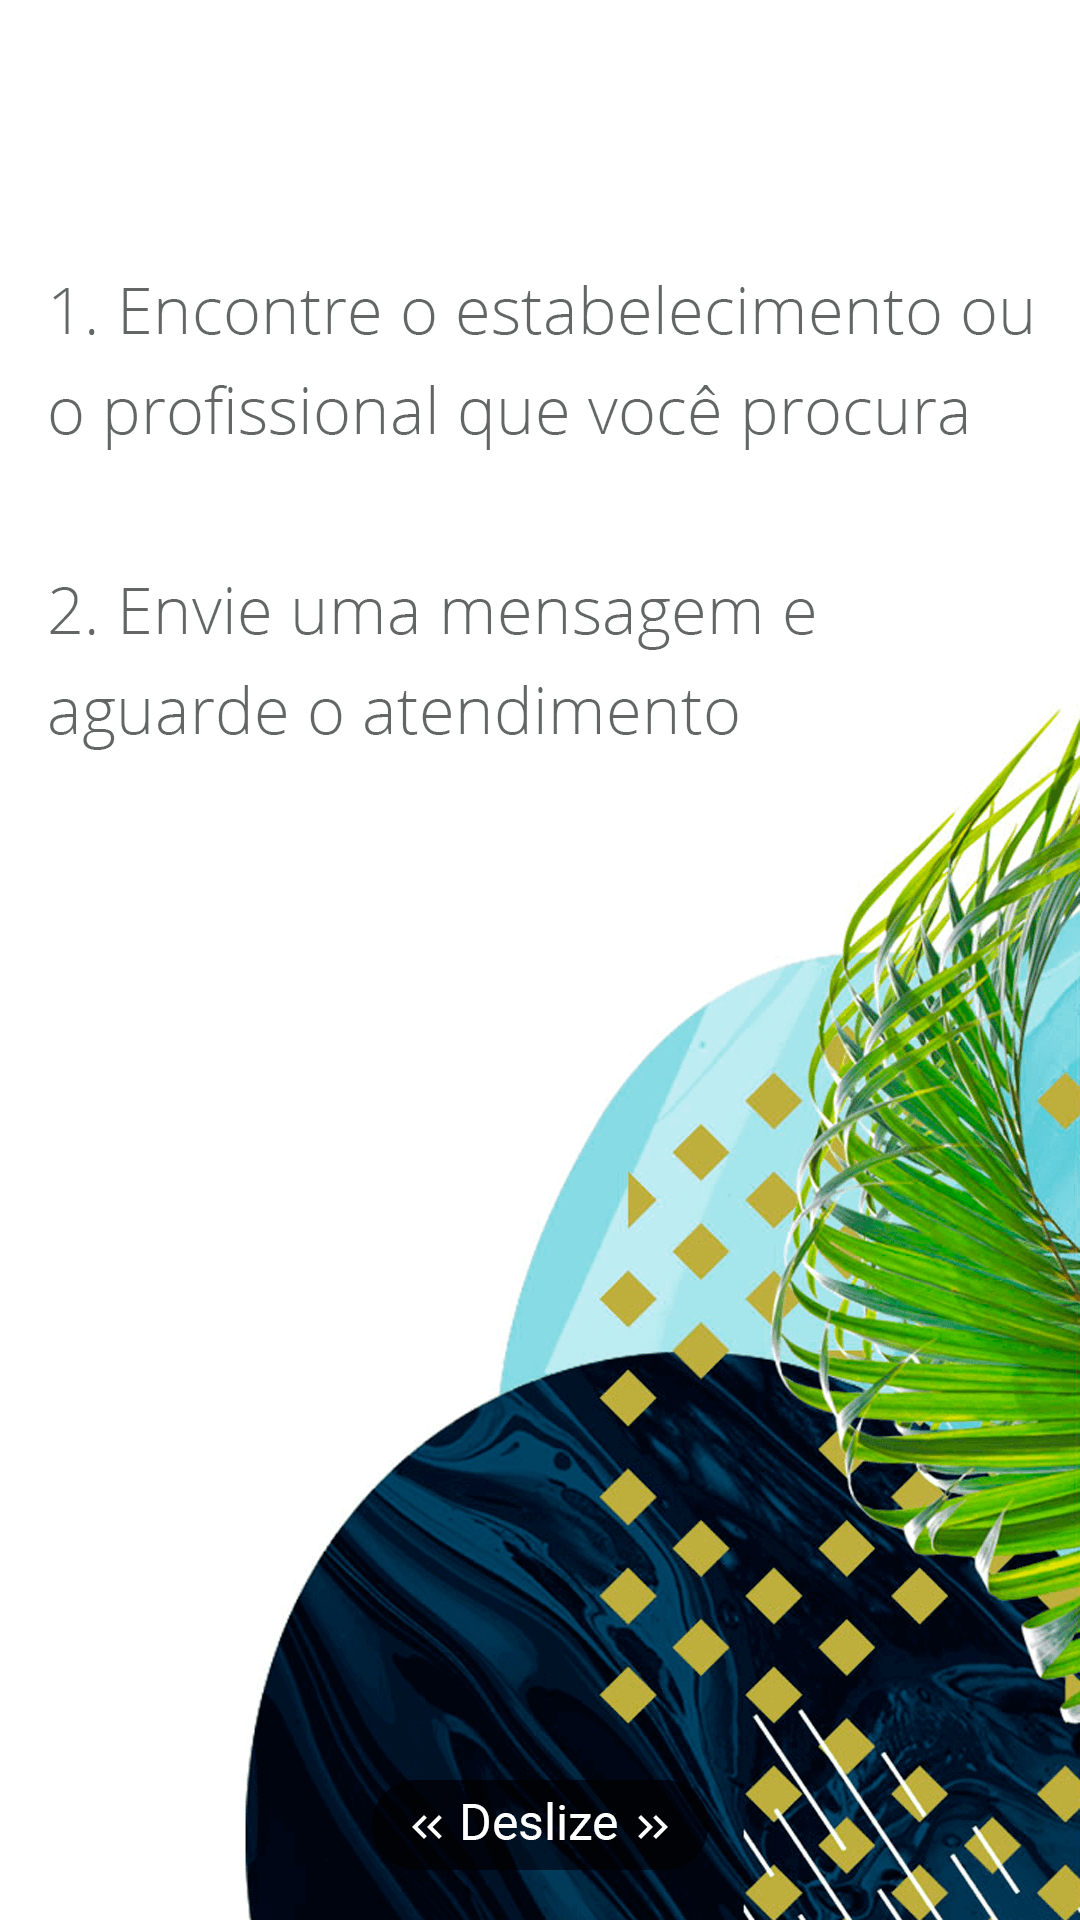 1. Encontre o estabelecimento ou
o profissional que você procura
2. Envie uma mensagem e
aguarde o atendimento
« Deslize »